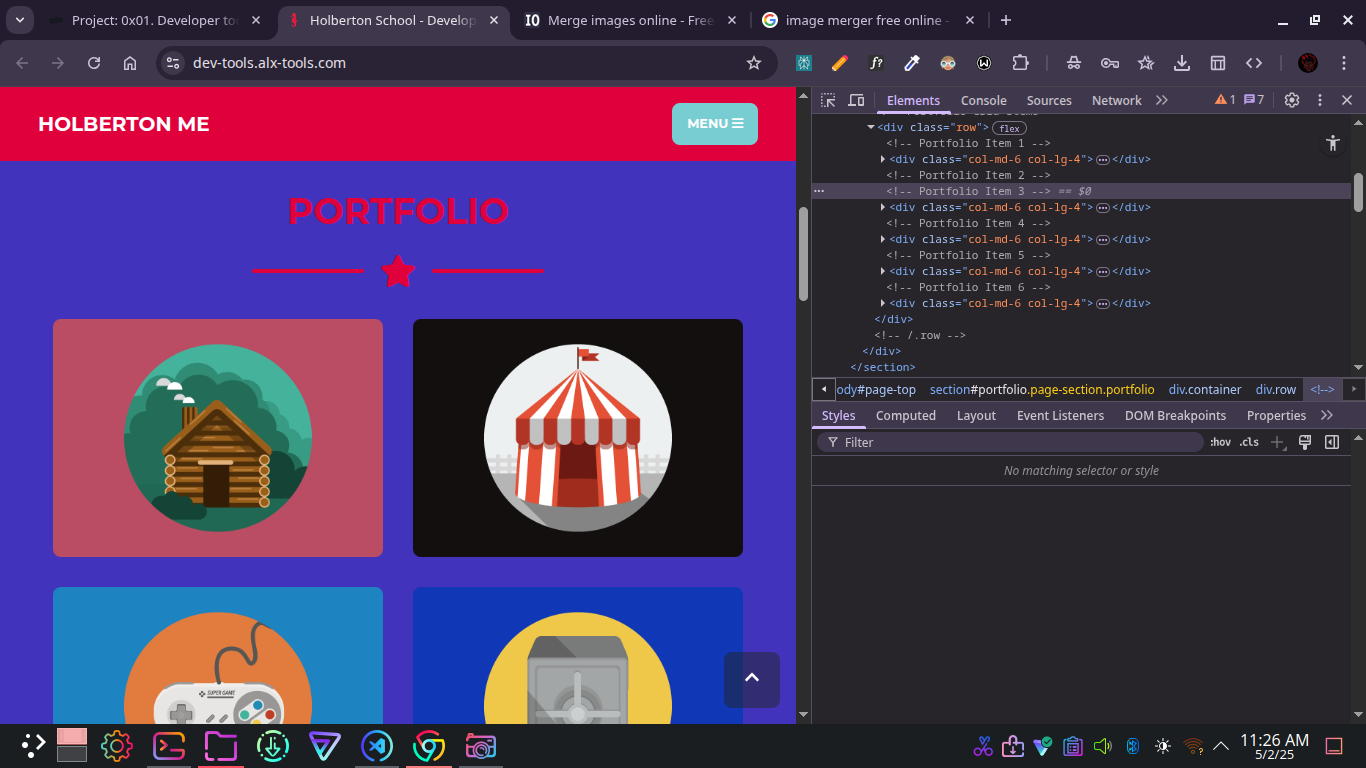 Project: 0x01. Developer to
Holberton School - Develop
IO Merge images online - Free
image merger free online -
dev-tools.alx-tools.com
HOLBERTON ME
MENU
PORTFOLIO
SUPER GAME
Elements Console Sources Network 1 7
<div class="row"> flex
<!-- Portfolio Item 1 -->
<div class="col-md-6 col-lg-4"> ⋯ </div>
<!-- Portfolio Item 2 -->
<!-- Portfolio Item 3 --> == $0
<div class="col-md-6 col-lg-4"> ⋯ </div>
<!-- Portfolio Item 4 -->
<div class="col-md-6 col-lg-4"> ⋯ </div>
<!-- Portfolio Item 5 -->
<div class="col-md-6 col-lg-4"> ⋯ </div>
<!-- Portfolio Item 6 -->
<div class="col-md-6 col-lg-4"> ⋯ </div>
</div>
<!-- /.row -->
</div>
</section>
ody#page-top section#portfolio.page-section.portfolio div.container div.row <!-->
Styles Computed Layout Event Listeners DOM Breakpoints Properties
Filter :hov .cls
No matching selector or style
11:26 AM
5/2/25